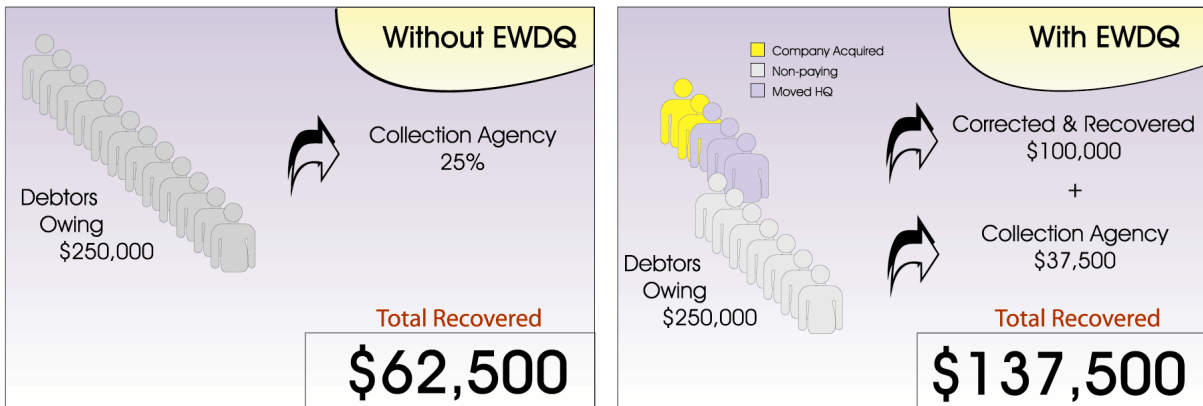 Without EWDQ
Collection Agency
25%
Debtors
Owing
$250,000
Total Recovered
$62,500
With EWDQ
Company Acquired
Non-paying
Moved HQ
Corrected & Recovered
$100,000
+
Collection Agency
$37,500
Debtors
Owing
$250,000
Total Recovered
$137,500